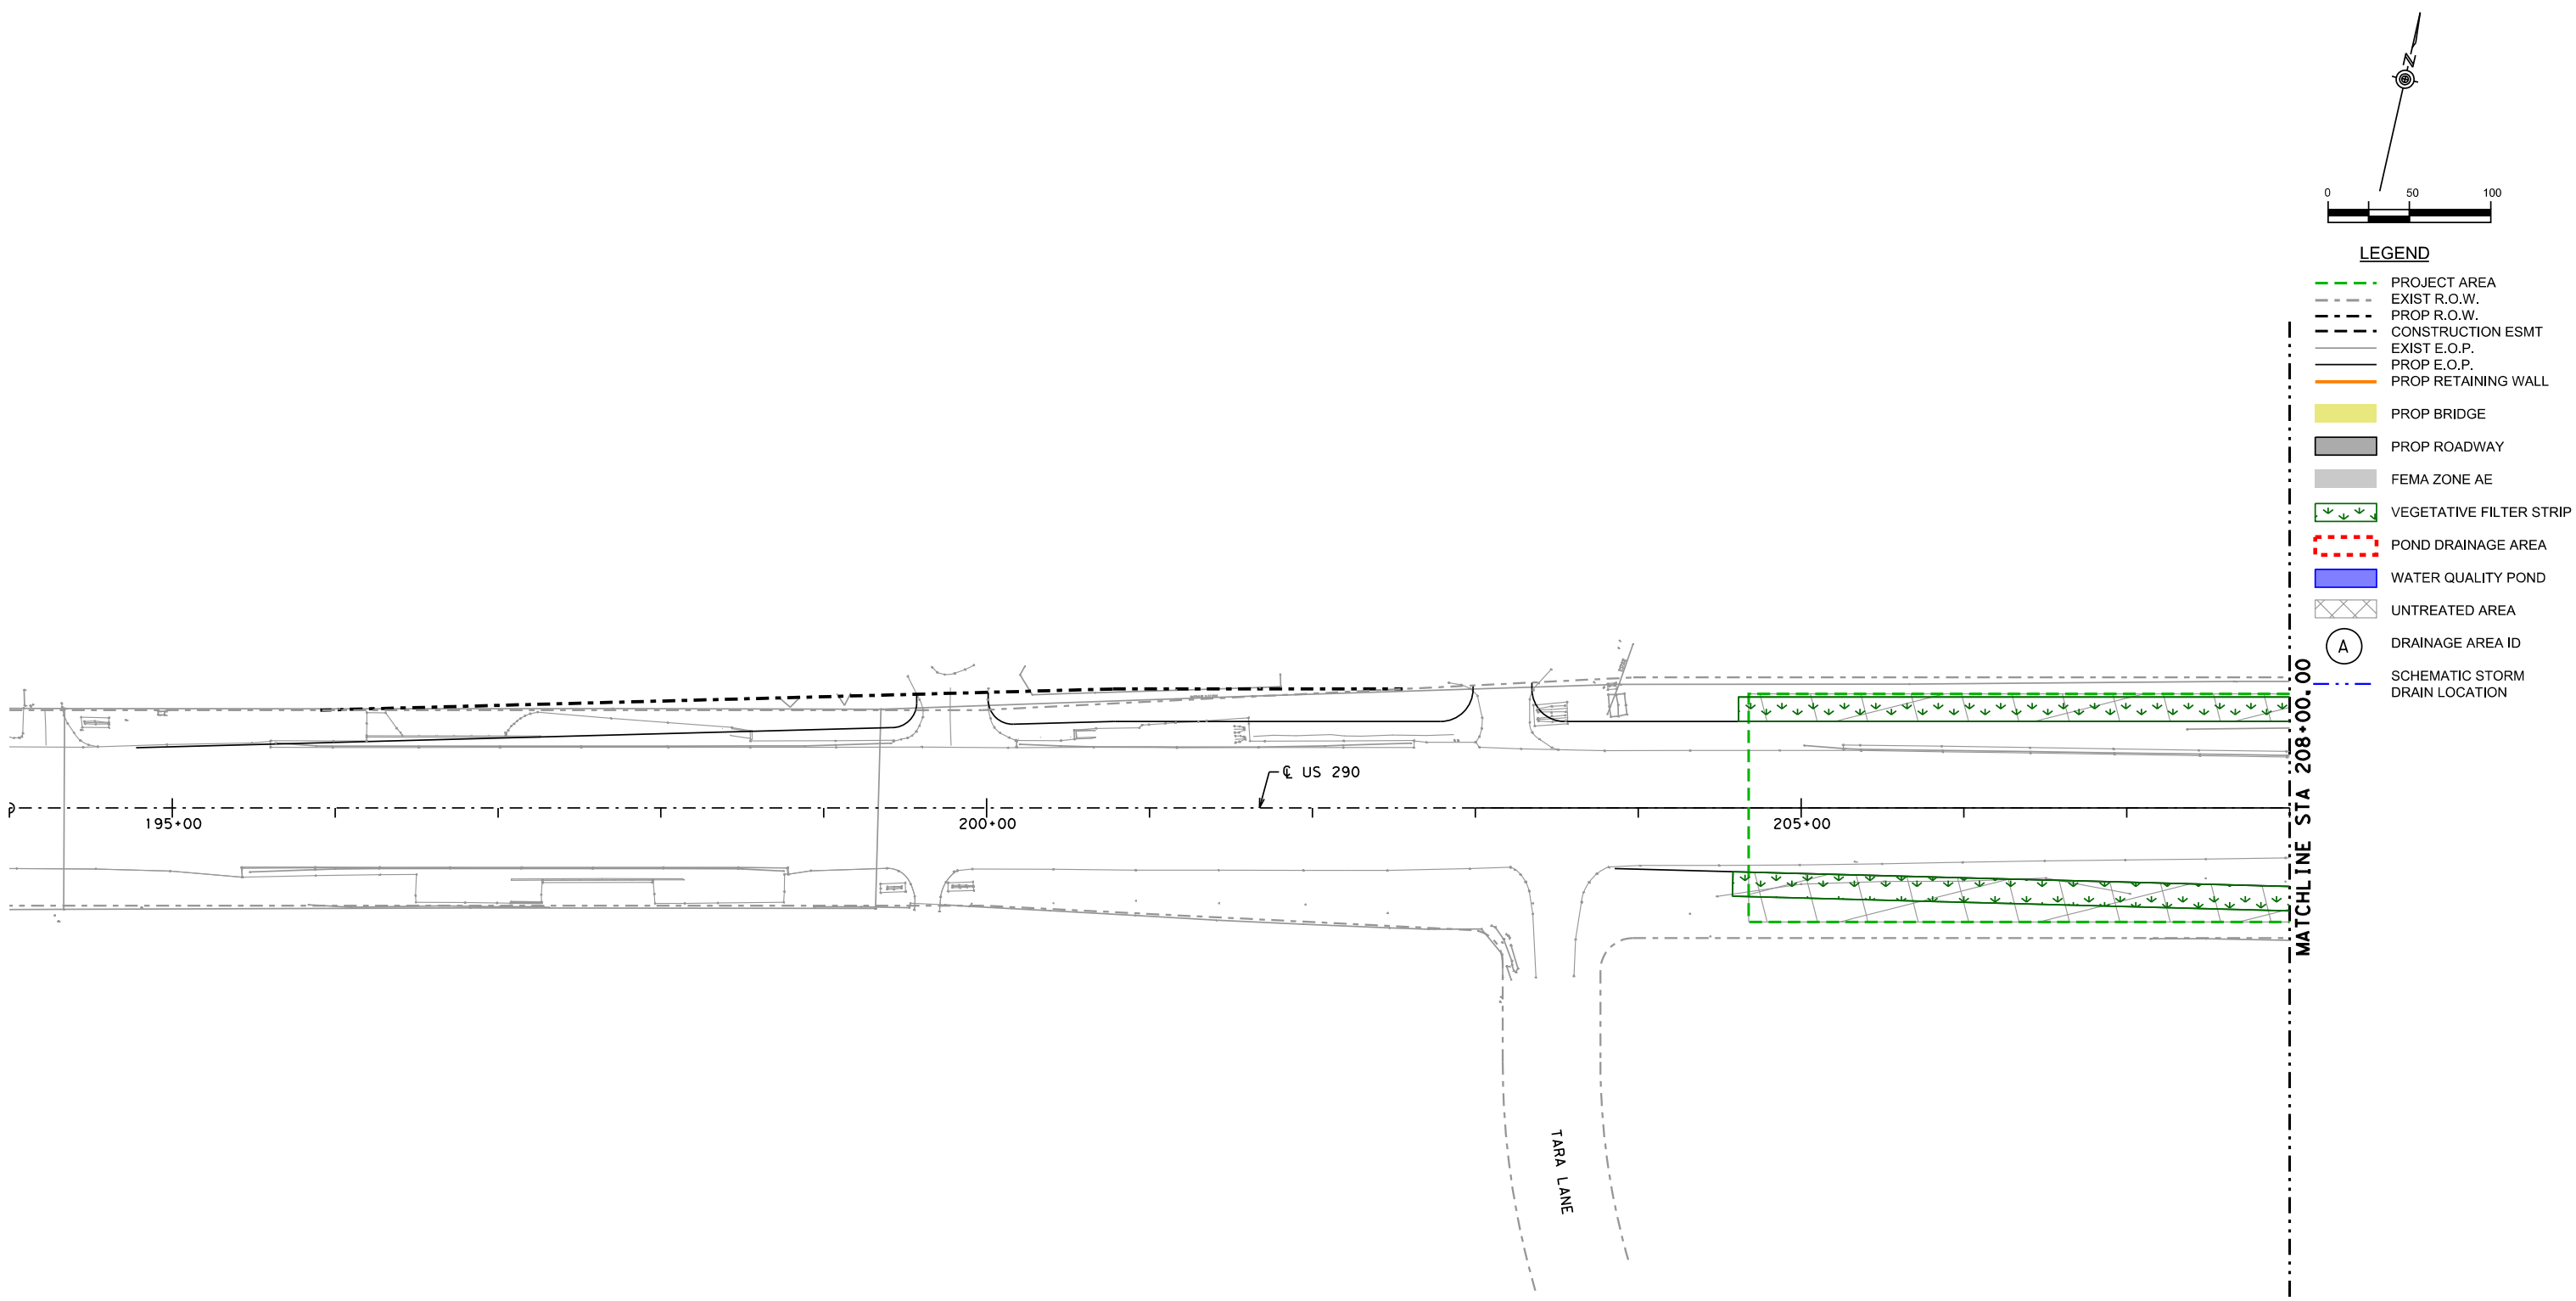 N
0 50 100
LEGEND
PROJECT AREA
EXIST R.O.W.
PROP R.O.W.
CONSTRUCTION ESMT
EXIST E.O.P.
PROP E.O.P.
PROP RETAINING WALL
PROP BRIDGE
PROP ROADWAY
FEMA ZONE AE
VEGETATIVE FILTER STRIP
POND DRAINAGE AREA
WATER QUALITY POND
UNTREATED AREA
A DRAINAGE AREA ID
SCHEMATIC STORM
DRAIN LOCATION
MATCHLINE STA 208+00.00
℄ US 290
195+00 200+00 205+00
TARA LANE